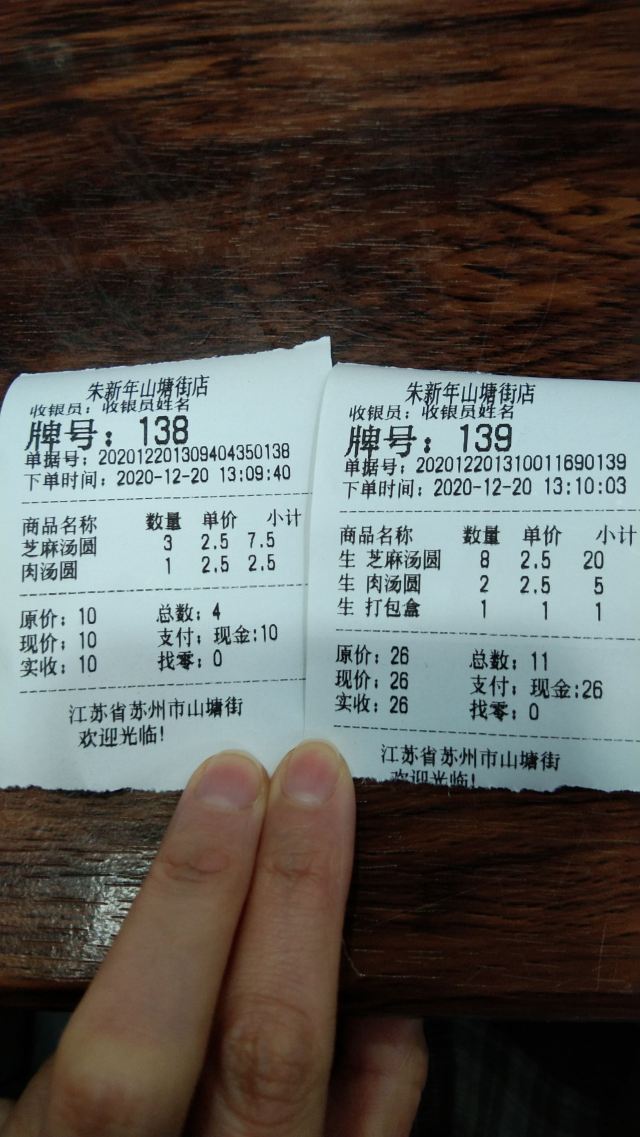 朱新年山塘街店
收银员：收银员姓名
牌号：138
单据号：202012201309404350138
下单时间：2020-12-20 13:09:40
商品名称 数量 单价 小计
芝麻汤圆 3 2.5 7.5
肉汤圆 1 2.5 2.5
原价：10 总数：4
现价：10 支付：现金:10
实收：10 找零：0
江苏省苏州市山塘街
欢迎光临！
朱新年山塘街店
收银员：收银员姓名
牌号：139
单据号：202012201310011690139
下单时间：2020-12-20 13:10:03
商品名称 数量 单价 小计
生 芝麻汤圆 8 2.5 20
生 肉汤圆 2 2.5 5
生 打包盒 1 1 1
原价：26 总数：11
现价：26 支付：现金:26
实收：26 找零：0
江苏省苏州市山塘街
欢迎光临！